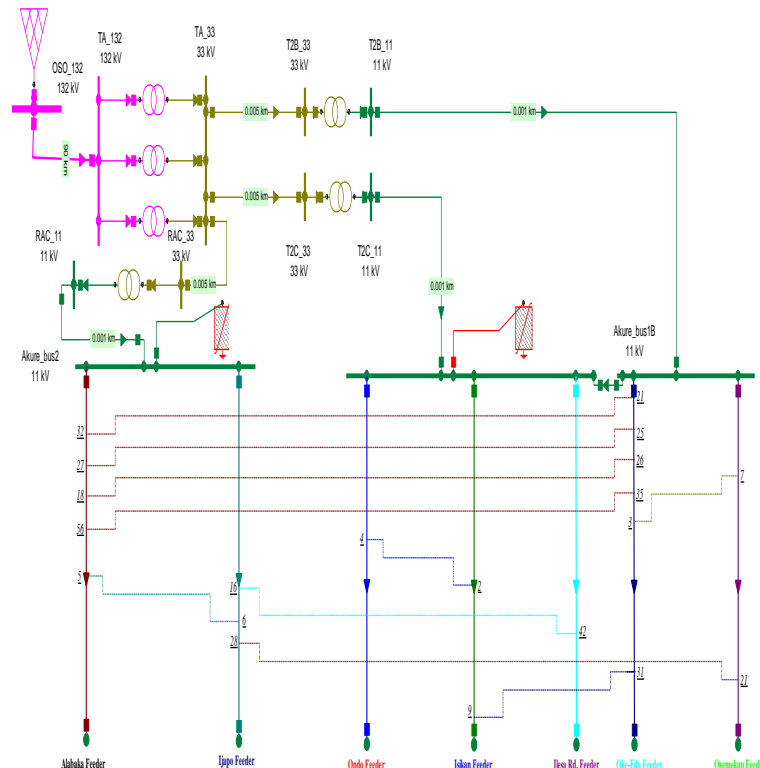 TA_132
132 kV
TA_33
33 kV
T2B_33
33 kV
T2B_11
11 kV
OSO_132
132 kV
0.005 km
0.001 km
90 km
0.005 km
RAC_11
11 kV
RAC_33
33 kV
T2C_33
33 kV
T2C_11
11 kV
0.005 km
0.001 km
0.001 km
Akure_bus2
11 kV
Akure_bus1B
11 kV
21
32
25
27
26
7
18
35
56
3
4
5
16
2
6
42
28
31
21
9
Alabaka Feeder
Ijapo Feeder
Ondo Feeder
Isikan Feeder
Ilesa Rd. Feeder
Oke-Eda Feeder
Oyemekun Feed